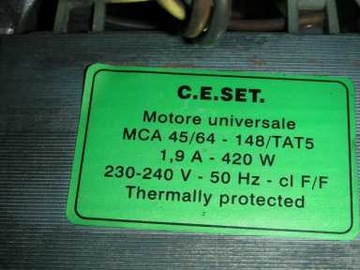 C.E.SET.
Motore universale
MCA 45/64 - 148/TAT5
1,9 A - 420 W
230-240 V - 50 Hz - cl F/F
Thermally protected